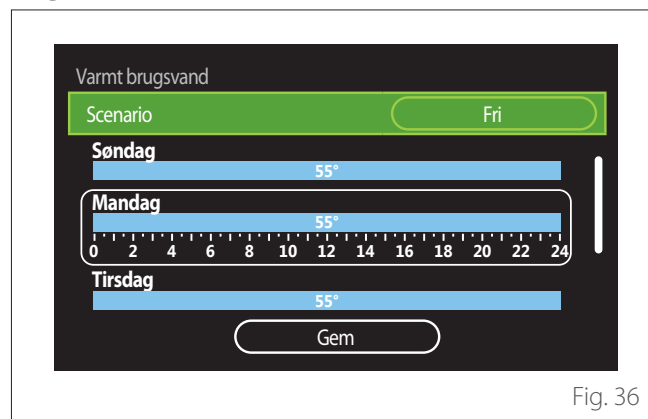 Varmt brugsvand
Scenario Fri
Søndag
55°
Mandag
55°
0 2 4 6 8 10 12 14 16 18 20 22 24
Tirsdag
55°
Gem
Fig. 36